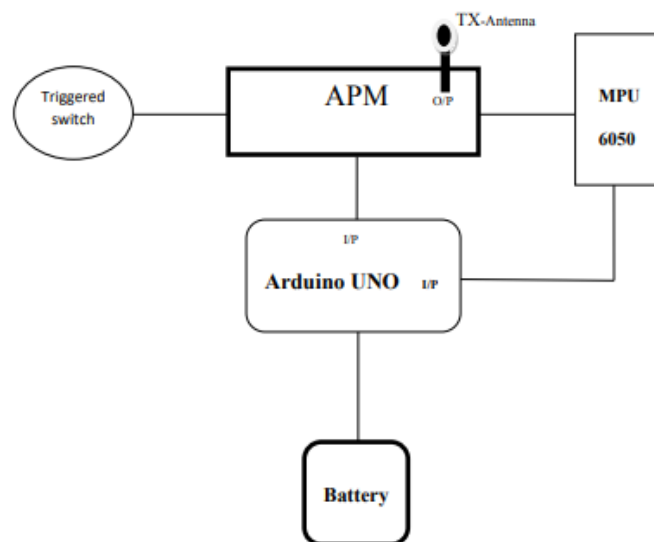 TX-Antenna
Triggered
switch
APM
O/P
MPU
6050
I/P
Arduino UNO I/P
Battery